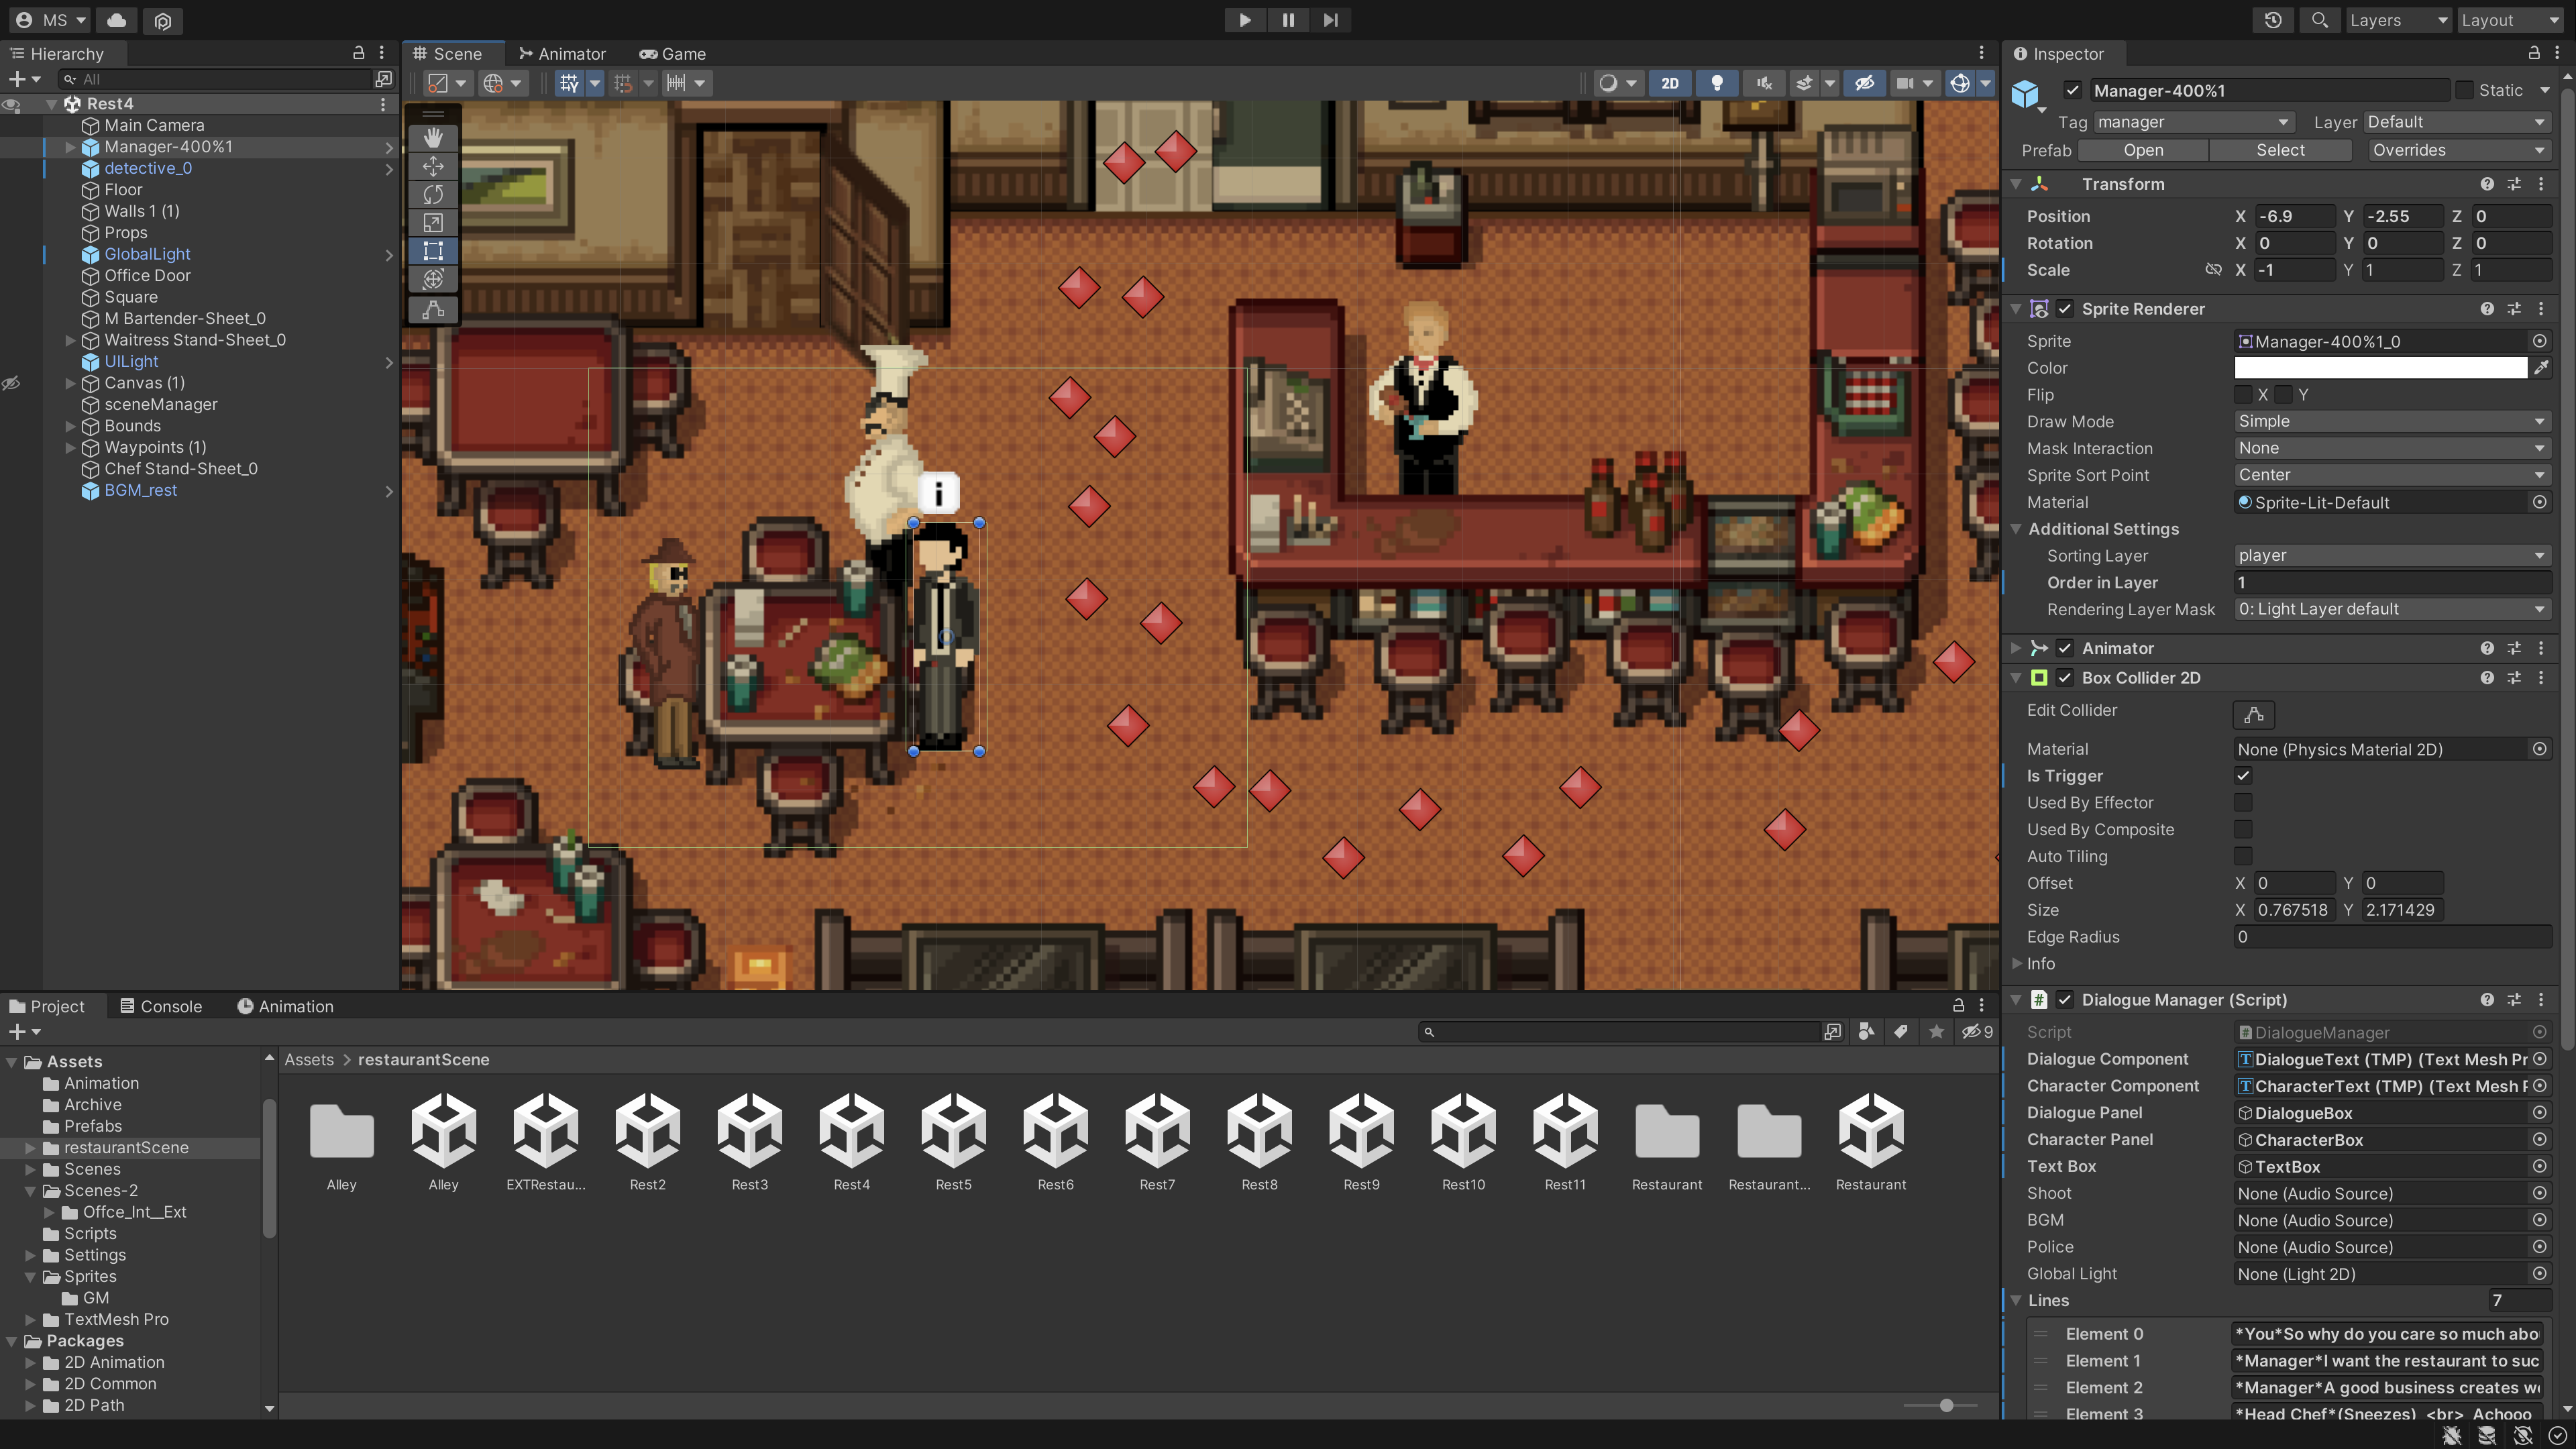 MS
Layers
Layout
Hierarchy
All
Rest4
Main Camera
Manager-400%1
detective_0
Floor
Walls 1 (1)
Props
GlobalLight
Office Door
Square
M Bartender-Sheet_0
Waitress Stand-Sheet_0
UILight
Canvas (1)
sceneManager
Bounds
Waypoints (1)
Chef Stand-Sheet_0
BGM_rest
Scene
Animator
Game
2D
i
Inspector
Manager-400%1
Static
Tag manager
Layer Default
Prefab Open Select Overrides
Transform
Position X -6.9 Y -2.55 Z 0
Rotation X 0 Y 0 Z 0
Scale X -1 Y 1 Z 1
Sprite Renderer
Sprite Manager-400%1_0
Color
Flip X Y
Draw Mode Simple
Mask Interaction None
Sprite Sort Point Center
Material Sprite-Lit-Default
Additional Settings
Sorting Layer player
Order in Layer 1
Rendering Layer Mask 0: Light Layer default
Animator
Box Collider 2D
Edit Collider
Material None (Physics Material 2D)
Is Trigger
Used By Effector
Used By Composite
Auto Tiling
Offset X 0 Y 0
Size X 0.767518 Y 2.171429
Edge Radius 0
Info
Dialogue Manager (Script)
Script DialogueManager
Dialogue Component DialogueText (TMP) (Text Mesh Pr
Character Component CharacterText (TMP) (Text Mesh P
Dialogue Panel DialogueBox
Character Panel CharacterBox
Text Box TextBox
Shoot None (Audio Source)
BGM None (Audio Source)
Police None (Audio Source)
Global Light None (Light 2D)
Lines 7
Element 0 *You*So why do you care so much abo
Element 1 *Manager*I want the restaurant to suc
Element 2 *Manager*A good business creates w
Element 3 *Head Chef*(Sneezes) <br> Achooo
Project
Console
Animation
9
Assets
Animation
Archive
Prefabs
restaurantScene
Scenes
Scenes-2
Offce_Int__Ext
Scripts
Settings
Sprites
GM
TextMesh Pro
Packages
2D Animation
2D Common
2D Path
Assets > restaurantScene
Alley
Alley
EXTRestau...
Rest2
Rest3
Rest4
Rest5
Rest6
Rest7
Rest8
Rest9
Rest10
Rest11
Restaurant
Restaurant...
Restaurant